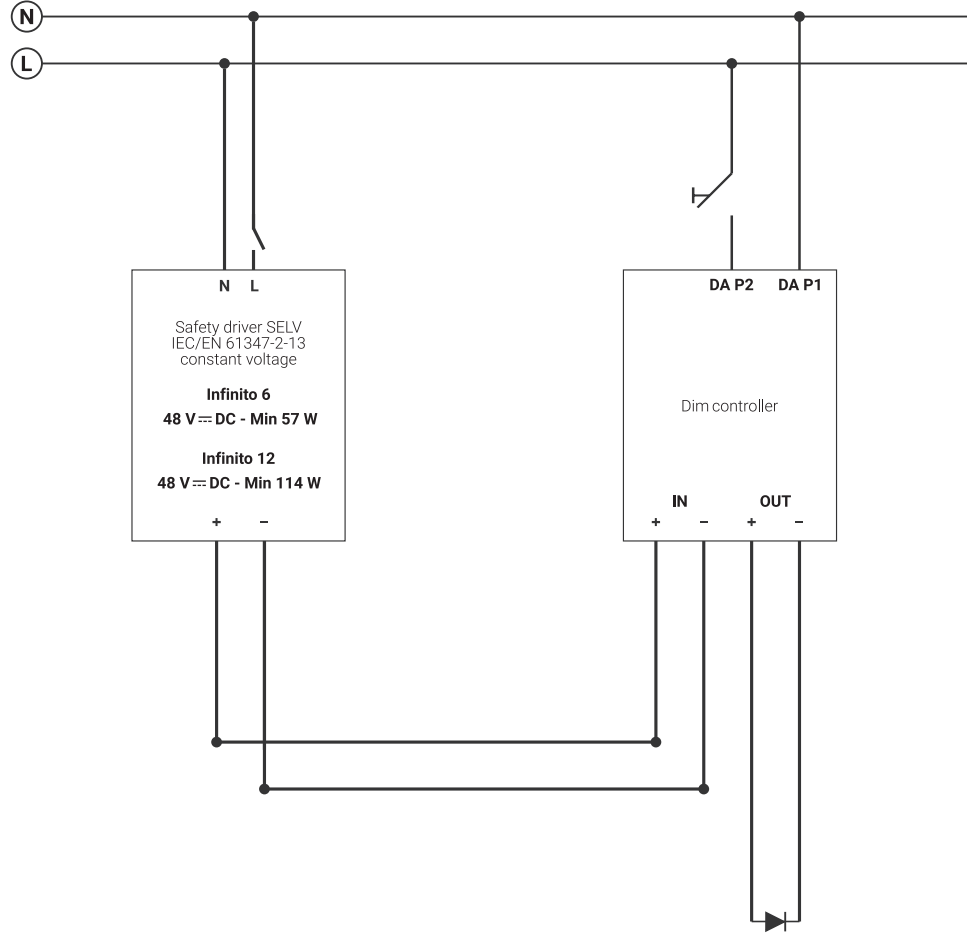 N
L
N L
DA P2 DA P1
Safety driver SELV
IEC/EN 61347-2-13
constant voltage
Infinito 6
48 V ⎓ DC - Min 57 W
Infinito 12
48 V ⎓ DC - Min 114 W
+ −
Dim controller
IN OUT
+ − + −